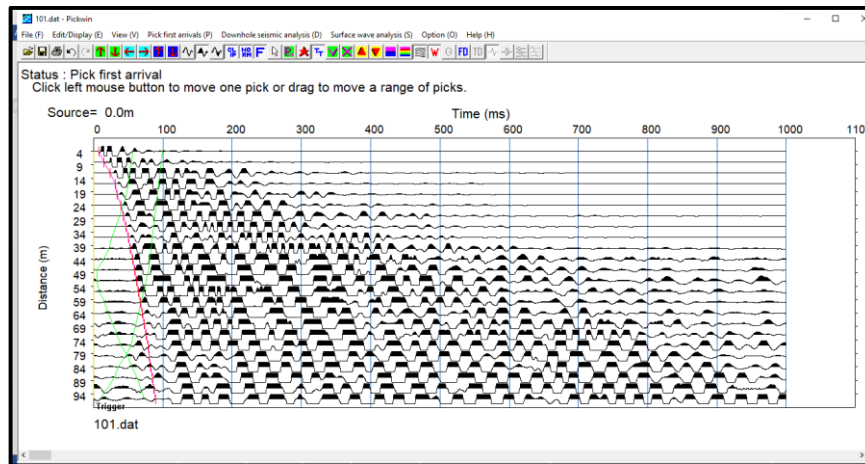 101.dat - Pickwin
File (F) Edit/Display (E) View (V) Pick first arrivals (P) Downhole seismic analysis (D) Surface wave analysis (S) Option (O) Help (H)
Status : Pick first arrival
Click left mouse button to move one pick or drag to move a range of picks.
Source= 0.0m
Time (ms)
0 100 200 300 400 500 600 700 800 900 1000 110
Distance (m)
4
9
14
19
24
29
34
39
44
49
54
59
64
69
74
79
84
89
94
Trigger
101.dat